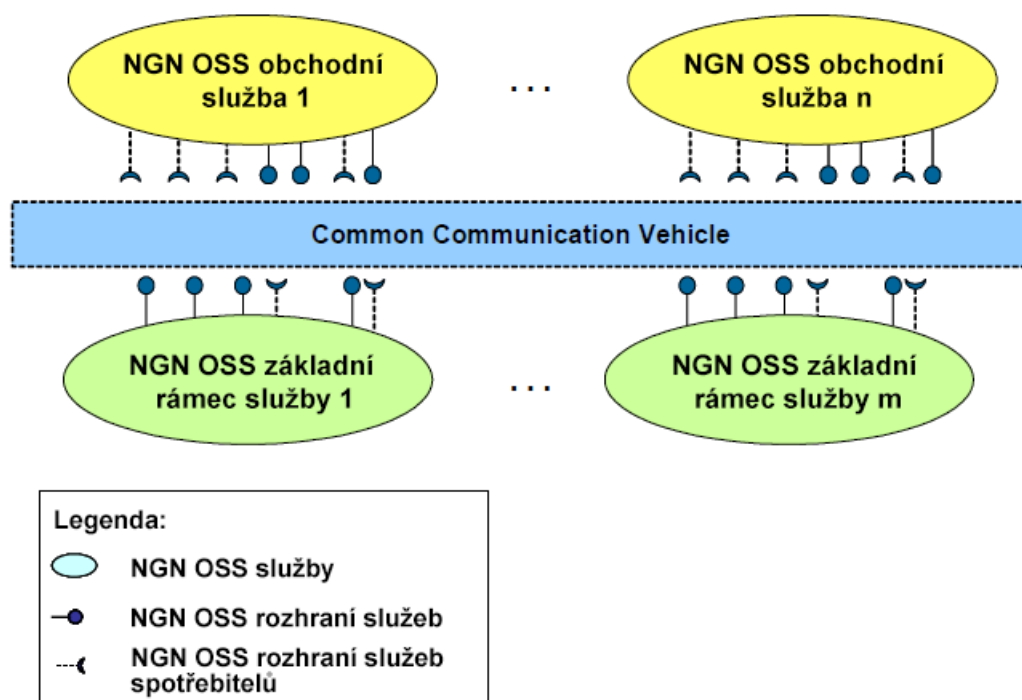 NGN OSS obchodní
služba 1
. . .
NGN OSS obchodní
služba n
Common Communication Vehicle
NGN OSS základní
rámec služby 1
. . .
NGN OSS základní
rámec služby m
Legenda:
NGN OSS služby
NGN OSS rozhraní služeb
NGN OSS rozhraní služeb
spotřebitelů